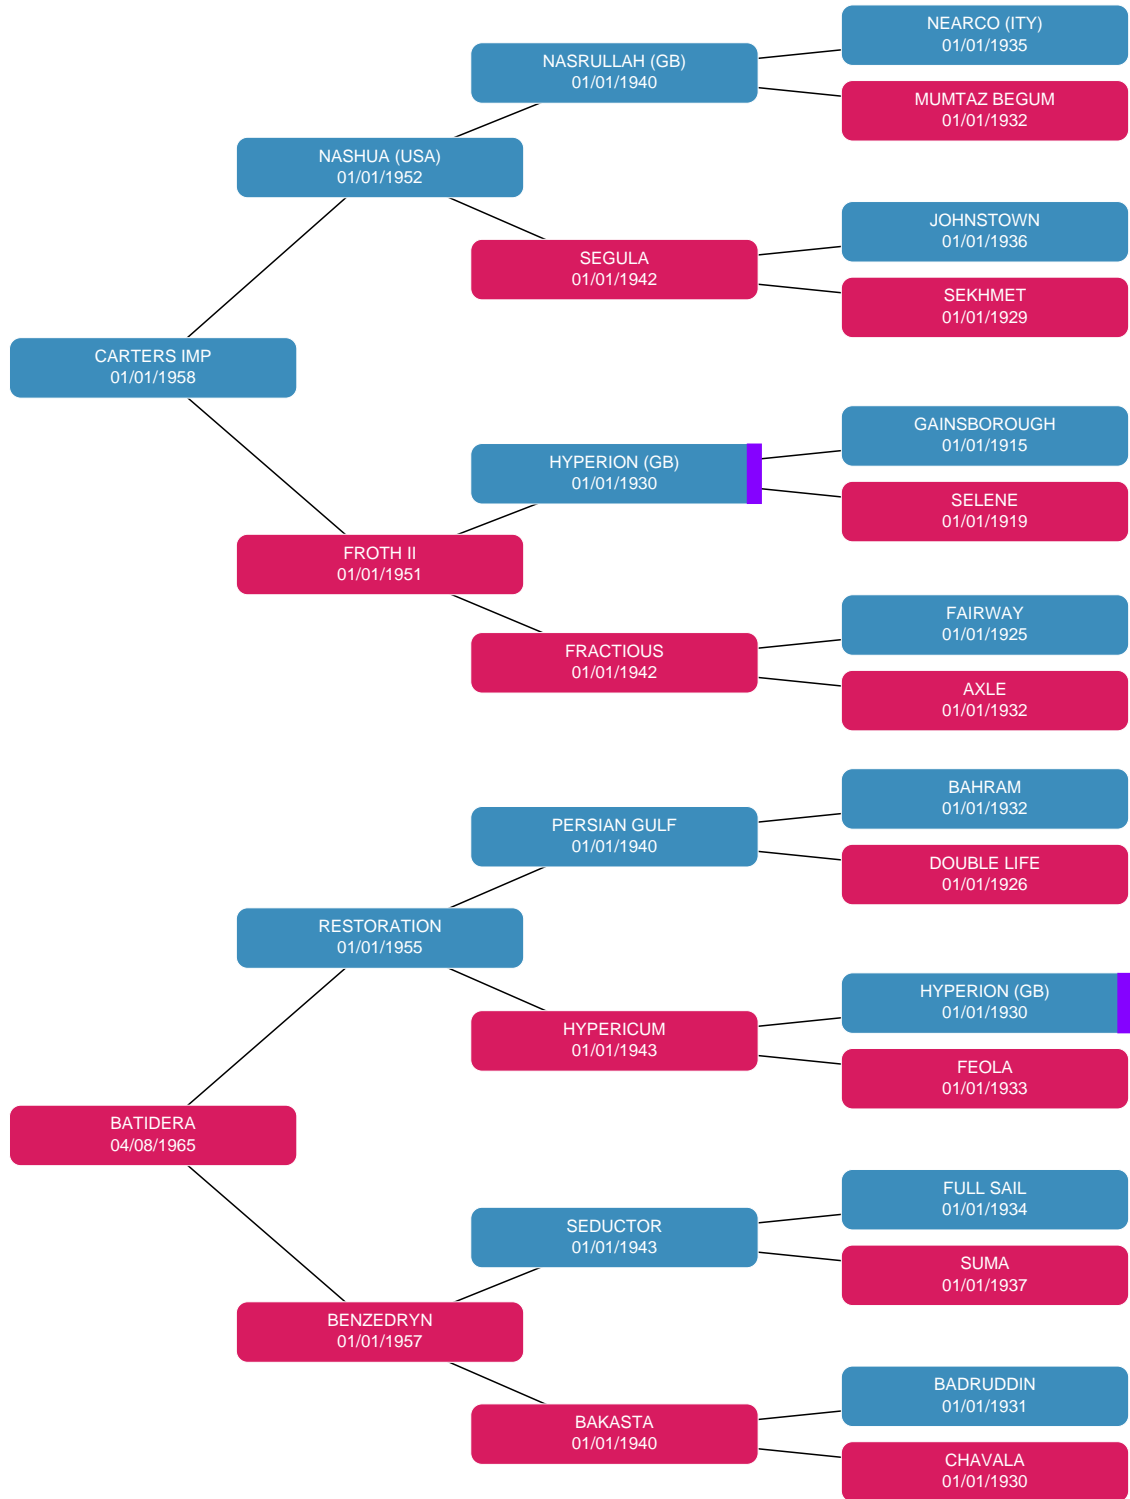 NEARCO (ITY)
01/01/1935
NASRULLAH (GB)
01/01/1940
MUMTAZ BEGUM
01/01/1932
NASHUA (USA)
01/01/1952
JOHNSTOWN
01/01/1936
SEGULA
01/01/1942
SEKHMET
01/01/1929
CARTERS IMP
01/01/1958
GAINSBOROUGH
01/01/1915
HYPERION (GB)
01/01/1930
SELENE
01/01/1919
FROTH II
01/01/1951
FAIRWAY
01/01/1925
FRACTIOUS
01/01/1942
AXLE
01/01/1932
BAHRAM
01/01/1932
PERSIAN GULF
01/01/1940
DOUBLE LIFE
01/01/1926
RESTORATION
01/01/1955
HYPERION (GB)
01/01/1930
HYPERICUM
01/01/1943
FEOLA
01/01/1933
BATIDERA
04/08/1965
FULL SAIL
01/01/1934
SEDUCTOR
01/01/1943
SUMA
01/01/1937
BENZEDRYN
01/01/1957
BADRUDDIN
01/01/1931
BAKASTA
01/01/1940
CHAVALA
01/01/1930